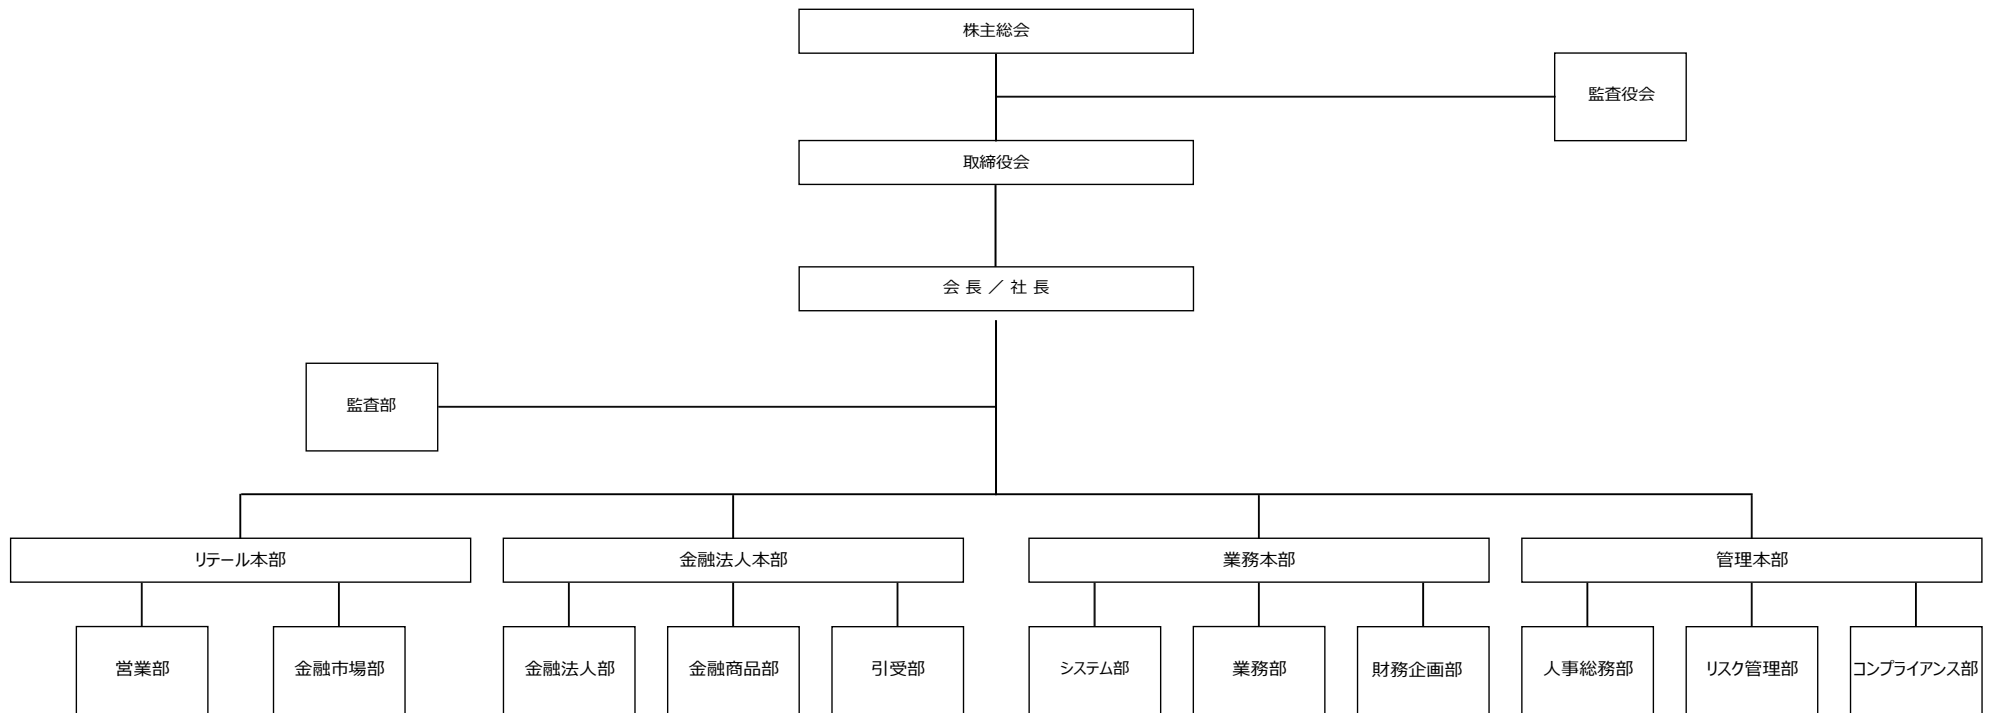 株主総会
監査役会
取締役会
会 長 ／ 社 長
監査部
リテール本部
金融法人本部
業務本部
管理本部
営業部
金融市場部
金融法人部
金融商品部
引受部
システム部
業務部
財務企画部
人事総務部
リスク管理部
コンプライアンス部